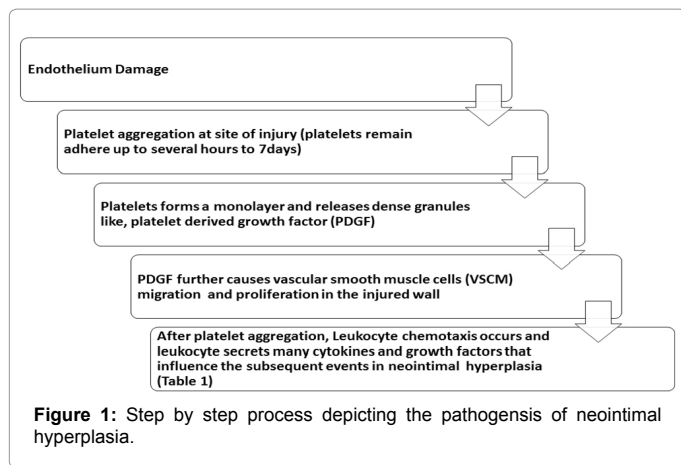 Endothelium Damage
Platelet aggregation at site of injury (platelets remain
adhere up to several hours to 7days)
Platelets forms a monolayer and releases dense granules
like, platelet derived growth factor (PDGF)
PDGF further causes vascular smooth muscle cells (VSCM)
migration and proliferation in the injured wall
After platelet aggregation, Leukocyte chemotaxis occurs and
leukocyte secrets many cytokines and growth factors that
influence the subsequent events in neointimal hyperplasia
(Table 1)
Figure 1: Step by step process depicting the pathogensis of neointimal
hyperplasia.